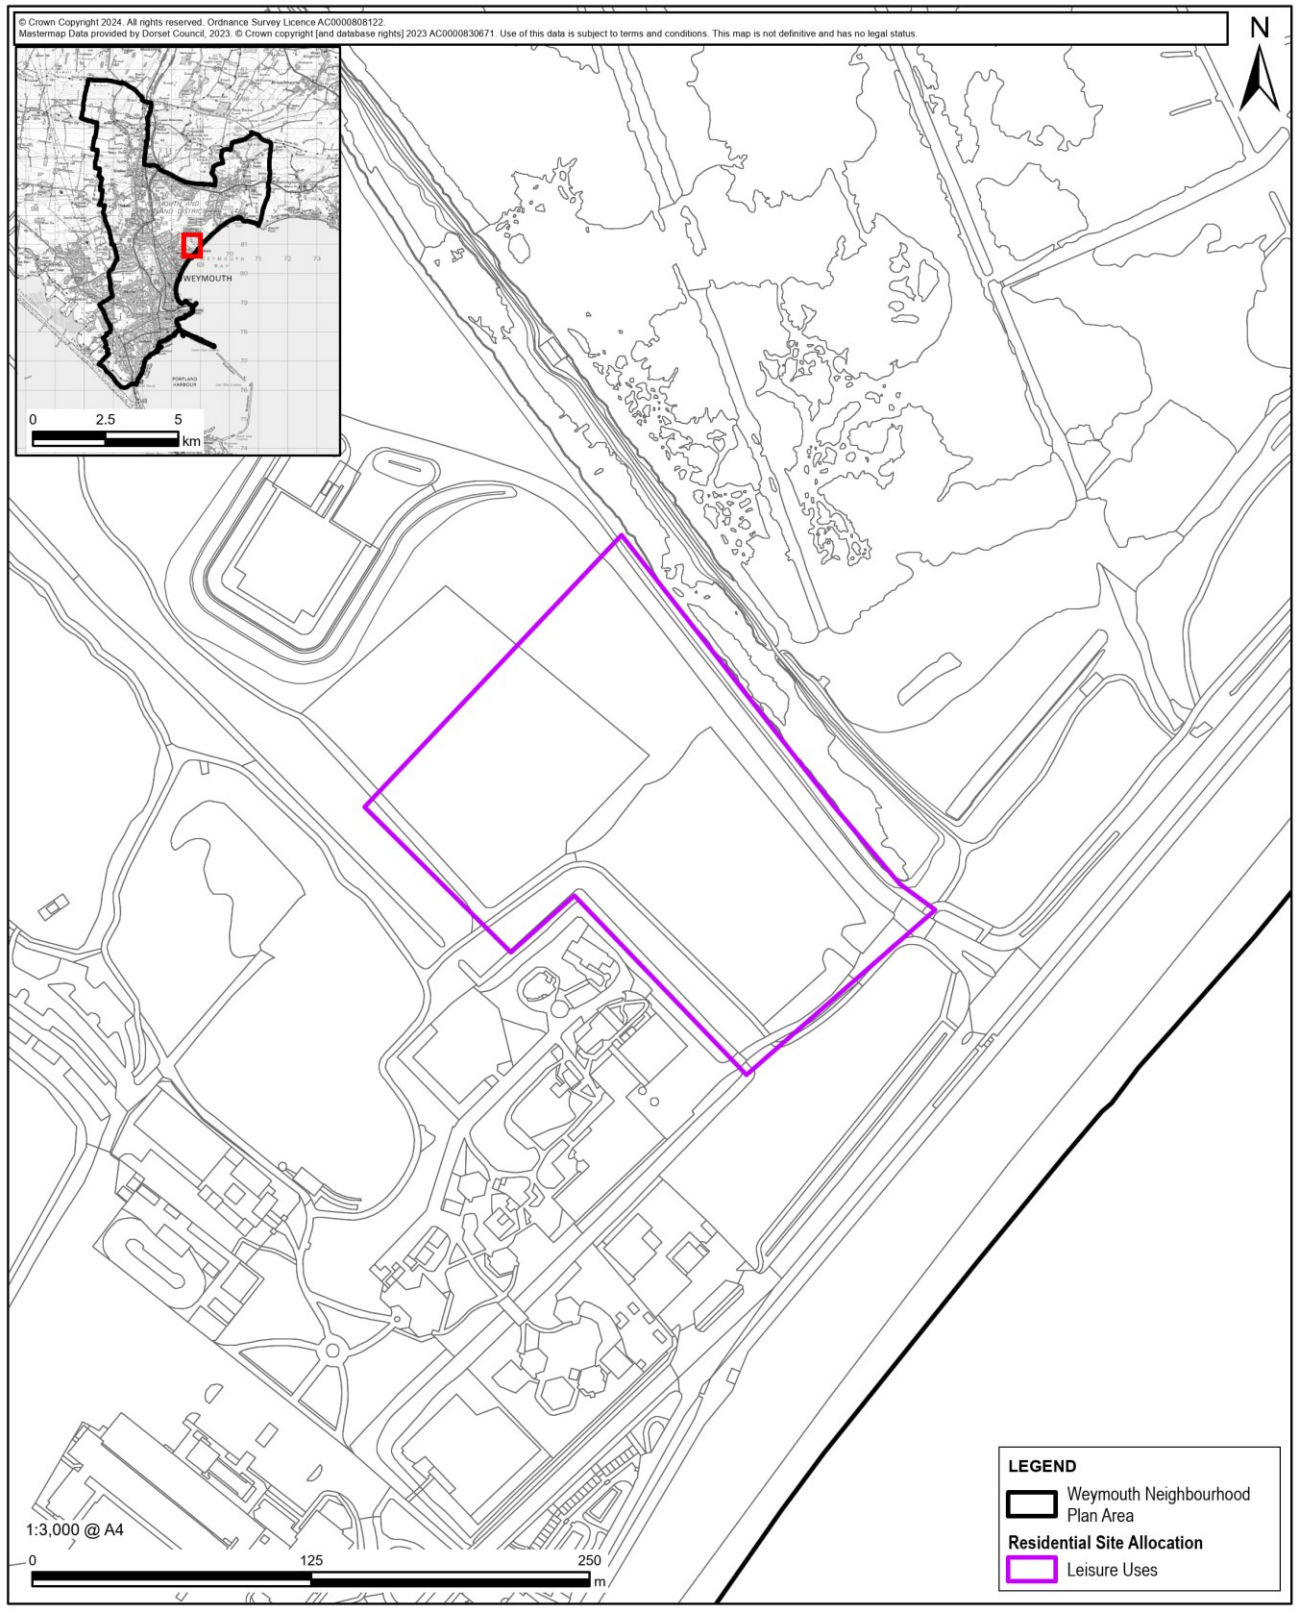 © Crown Copyright 2024. All rights reserved. Ordnance Survey Licence AC0000808122.
Mastermap Data provided by Dorset Council, 2023. © Crown copyright [and database rights] 2023 AC0000830671. Use of this data is subject to terms and conditions. This map is not definitive and has no legal status.
N
WEYMOUTH
PORTLAND
HARBOUR
0 2.5 5
km
LEGEND
Weymouth Neighbourhood
Plan Area
Residential Site Allocation
Leisure Uses
1:3,000 @ A4
0 125 250
m